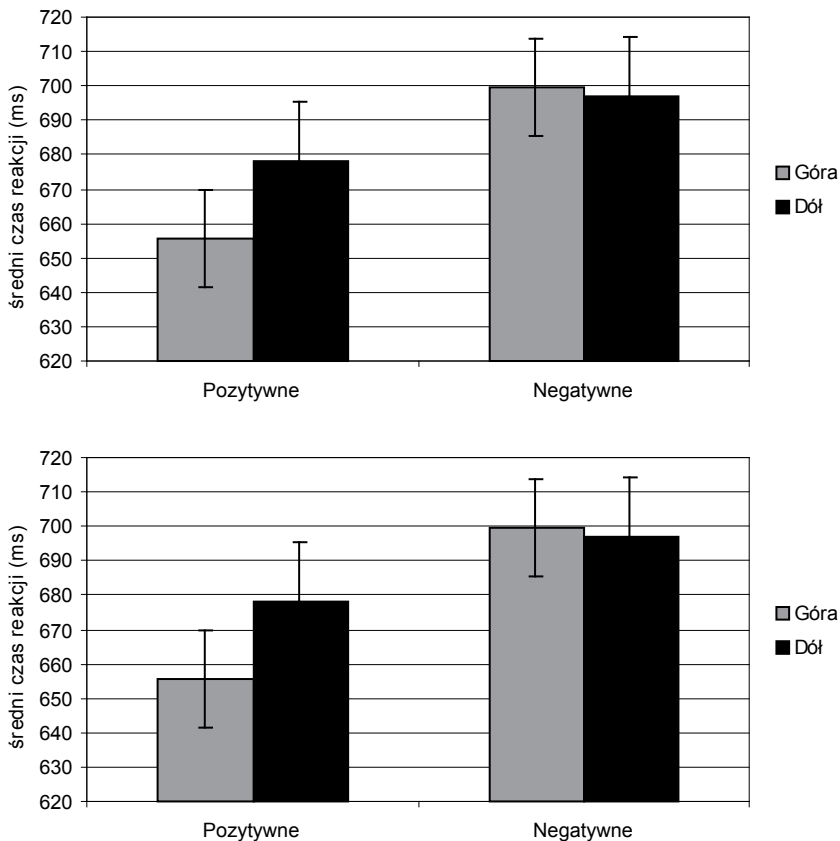 720
710
700
690
680
670
660
650
640
630
620
średni czas reakcji (ms)
Pozytywne
Negatywne
Góra
Dół
720
710
700
690
680
670
660
650
640
630
620
średni czas reakcji (ms)
Pozytywne
Negatywne
Góra
Dół